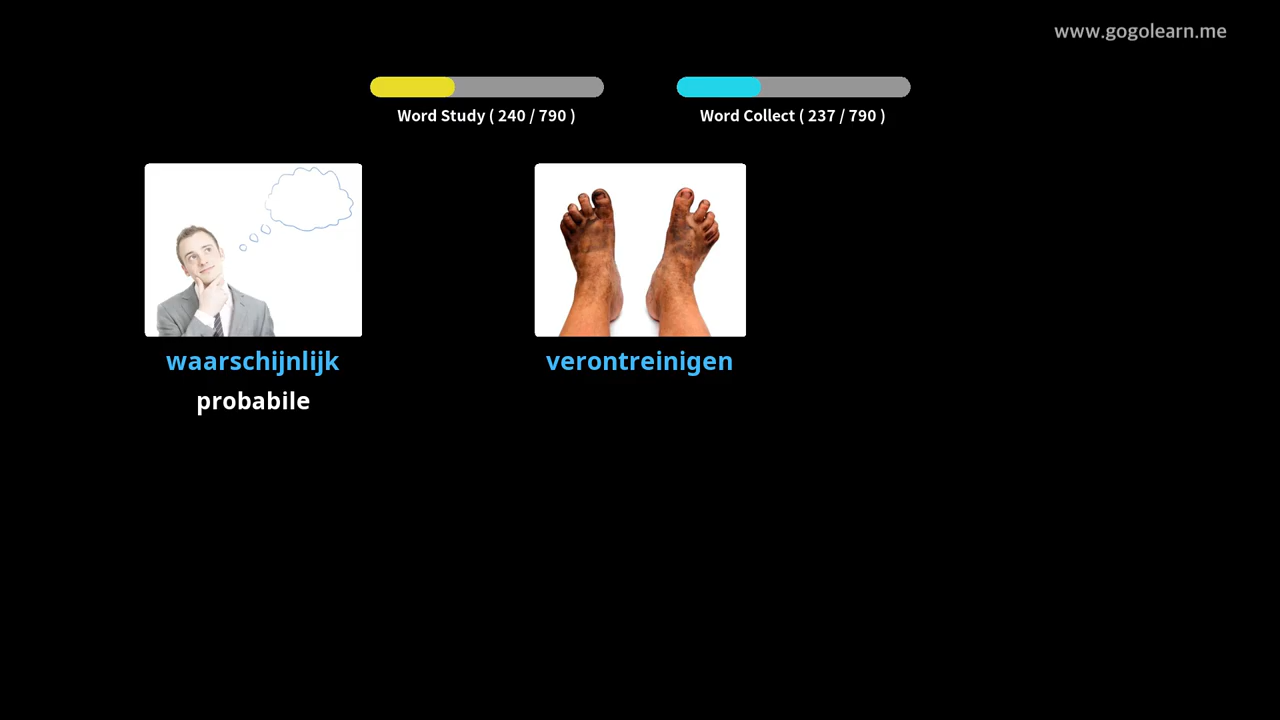 www.gogolearn.me
Word Study ( 240 / 790 )
Word Collect ( 237 / 790 )
waarschijnlijk
probabile
verontreinigen